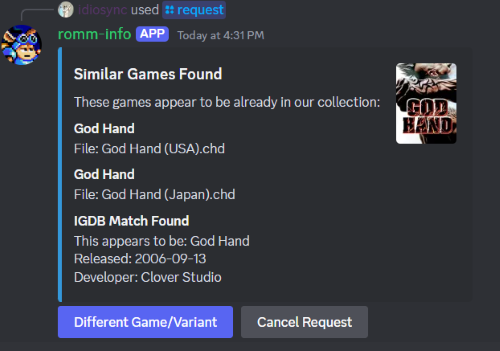 idiosync used request
romm-info APP Today at 4:31 PM
Similar Games Found
These games appear to be already in our collection:
GOD
HAND
God Hand
File: God Hand (USA).chd
God Hand
File: God Hand (Japan).chd
IGDB Match Found
This appears to be: God Hand
Released: 2006-09-13
Developer: Clover Studio
Different Game/Variant
Cancel Request